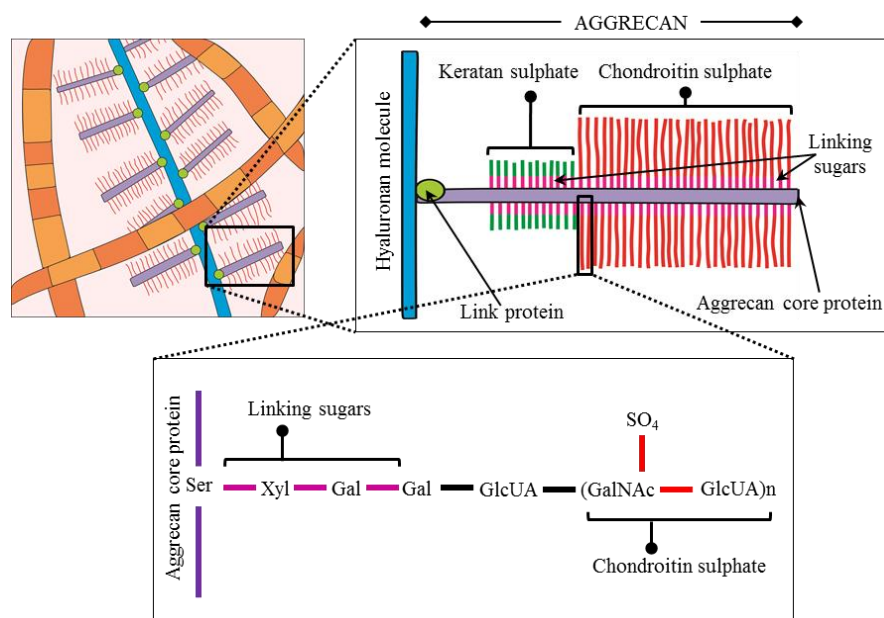 AGGRECAN
Keratan sulphate
Chondroitin sulphate
Linking
sugars
Hyaluronan molecule
Link protein
Aggrecan core protein
Linking sugars
Aggrecan core protein
SO4
Ser Xyl Gal Gal GlcUA (GalNAc GlcUA)n
Chondroitin sulphate